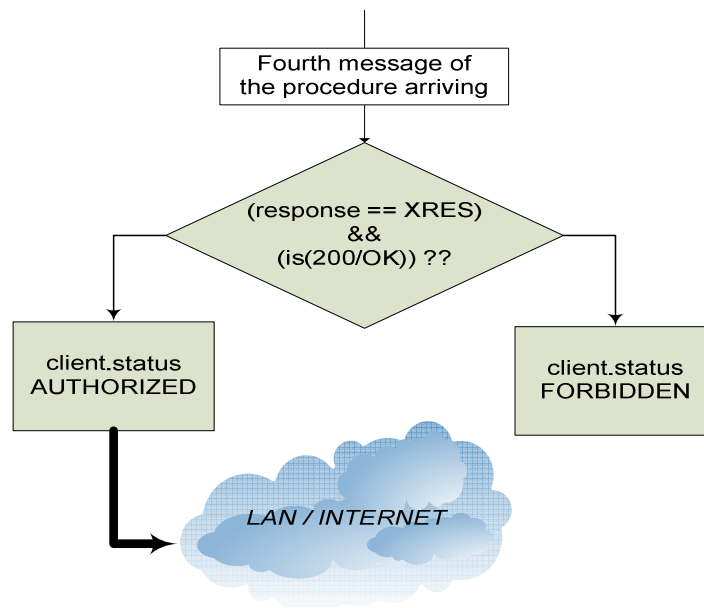 Fourth message of
the procedure arriving
(response == XRES)
&&
(is(200/OK)) ??
client.status
AUTHORIZED
client.status
FORBIDDEN
LAN / INTERNET